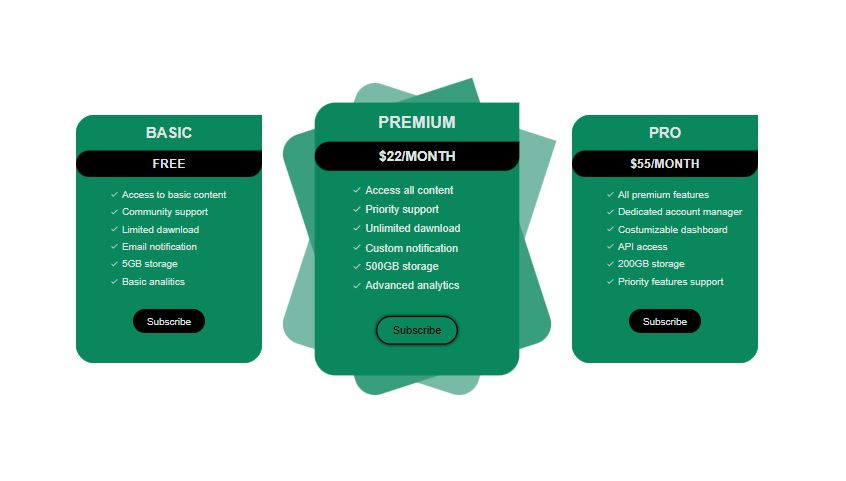 BASIC
FREE
Access to basic content
Community support
Limited dawnload
Email notification
5GB storage
Basic analitics
Subscribe
PREMIUM
$22/MONTH
Access all content
Priority support
Unlimited dawnload
Custom notification
500GB storage
Advanced analytics
Subscribe
PRO
$55/MONTH
All premium features
Dedicated account manager
Costumizable dashboard
API access
200GB storage
Priority features support
Subscribe